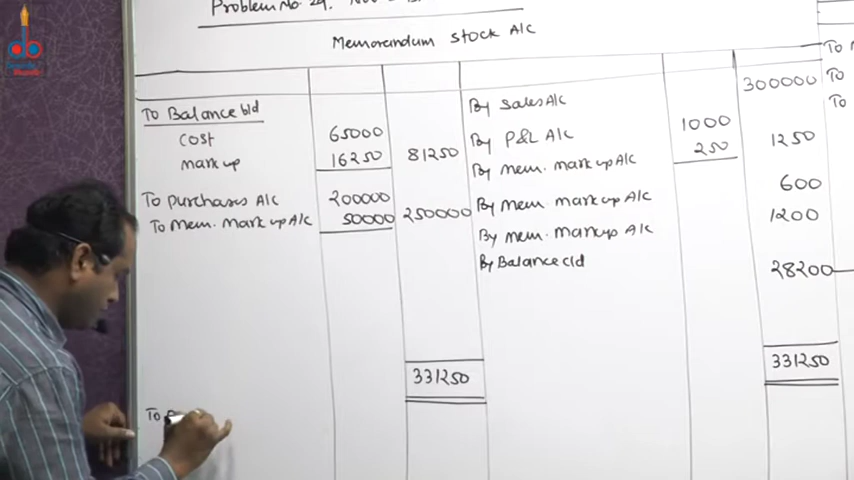 Problem No. 29.
Memorandum Stock A/c
To Balance b/d
Cost 65000
Mark up 16250 81250
To Purchases A/c 200000
To Mem. Mark up A/c 50000 250000
331250
To
By Sales A/c 300000
By P&L A/c 1000
By Mem. Mark up A/c 250 1250
By Mem. Mark up A/c 600
By Mem. Markup A/c 1200
By Balance c/d 28200
331250
To
To
To